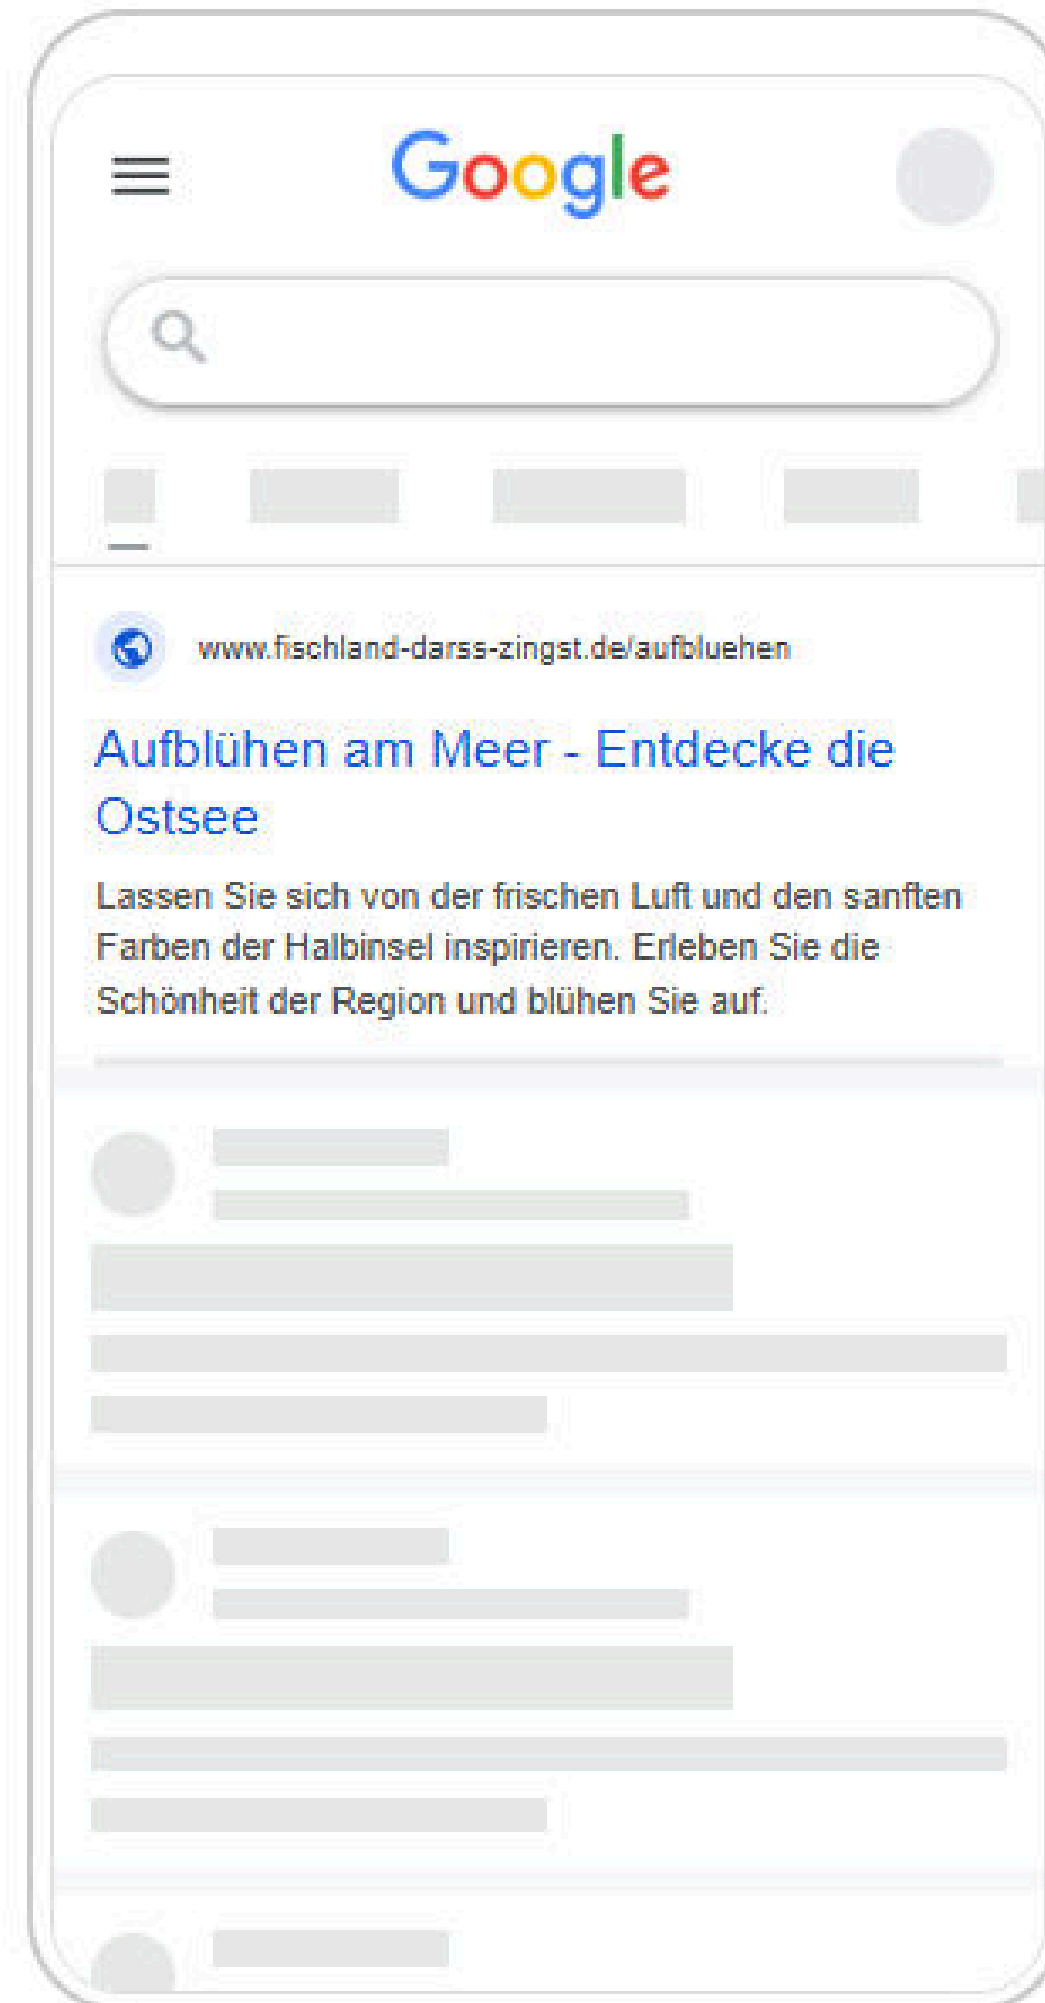 Google
www.fischland-darss-zingst.de/aufbluehen
Aufblühen am Meer - Entdecke die
Ostsee
Lassen Sie sich von der frischen Luft und den sanften
Farben der Halbinsel inspirieren. Erleben Sie die
Schönheit der Region und blühen Sie auf.